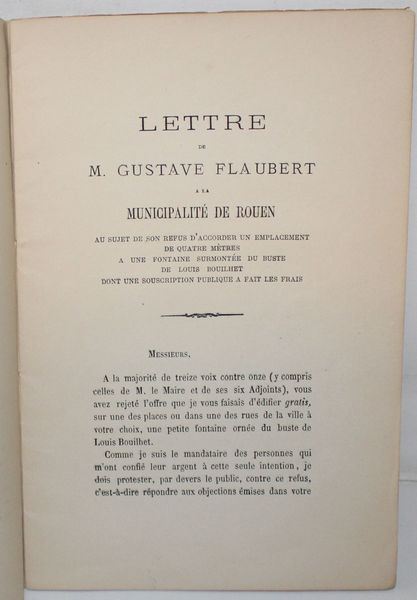 LETTRE
DE
M. GUSTAVE FLAUBERT
A LA
MUNICIPALITÉ DE ROUEN
AU SUJET DE SON REFUS D'ACCORDER UN EMPLACEMENT
DE QUATRE MÈTRES
A UNE FONTAINE SURMONTÉE DU BUSTE
DE LOUIS BOUILHET
DONT UNE SOUSCRIPTION PUBLIQUE A FAIT LES FRAIS
MESSIEURS,
A la majorité de treize voix contre onze (y compris
celles de M. le Maire et de ses six Adjoints), vous
avez rejeté l'offre que je vous faisais d'édifier gratis,
sur une des places ou dans une des rues de la ville à
votre choix, une petite fontaine ornée du buste de
Louis Bouilhet.
Comme je suis le mandataire des personnes qui
m'ont confié leur argent à cette seule intention, je
dois protester, par devers le public, contre ce refus,
c'est-à-dire répondre aux objections émises dans votre